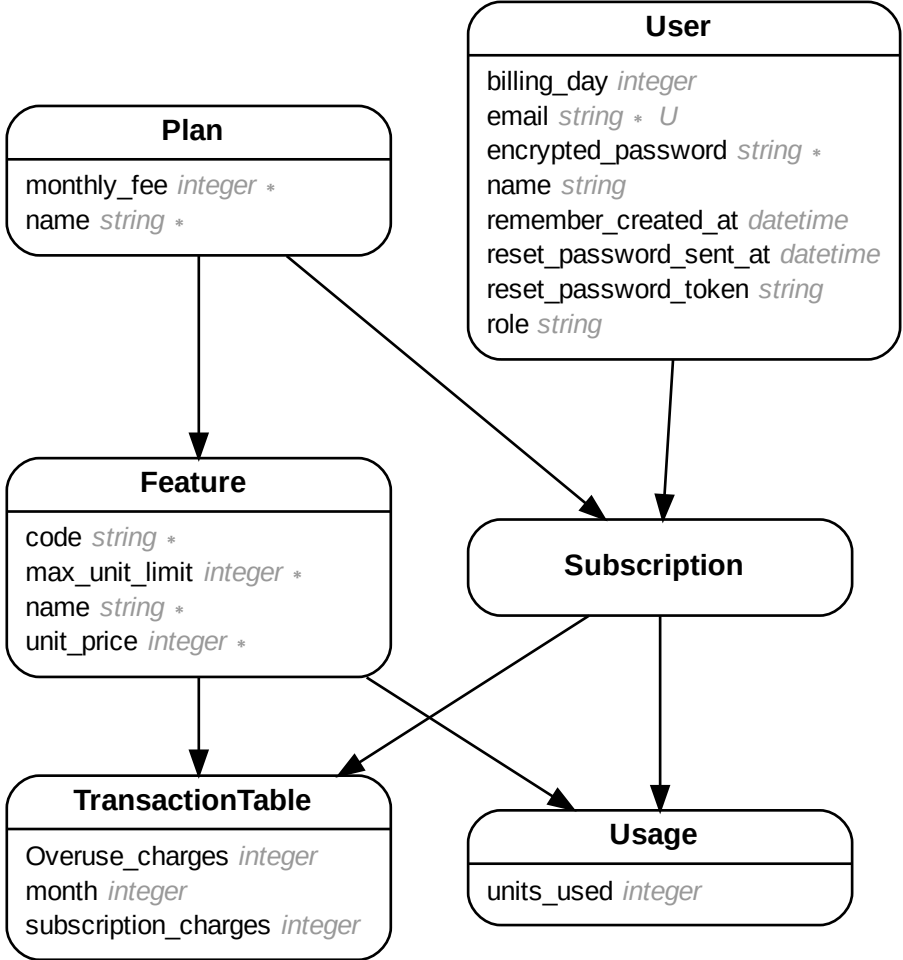 User
billing_day integer
email string * U
encrypted_password string *
name string
remember_created_at datetime
reset_password_sent_at datetime
reset_password_token string
role string
Plan
monthly_fee integer *
name string *
Feature
code string *
max_unit_limit integer *
name string *
unit_price integer *
Subscription
TransactionTable
Overuse_charges integer
month integer
subscription_charges integer
Usage
units_used integer